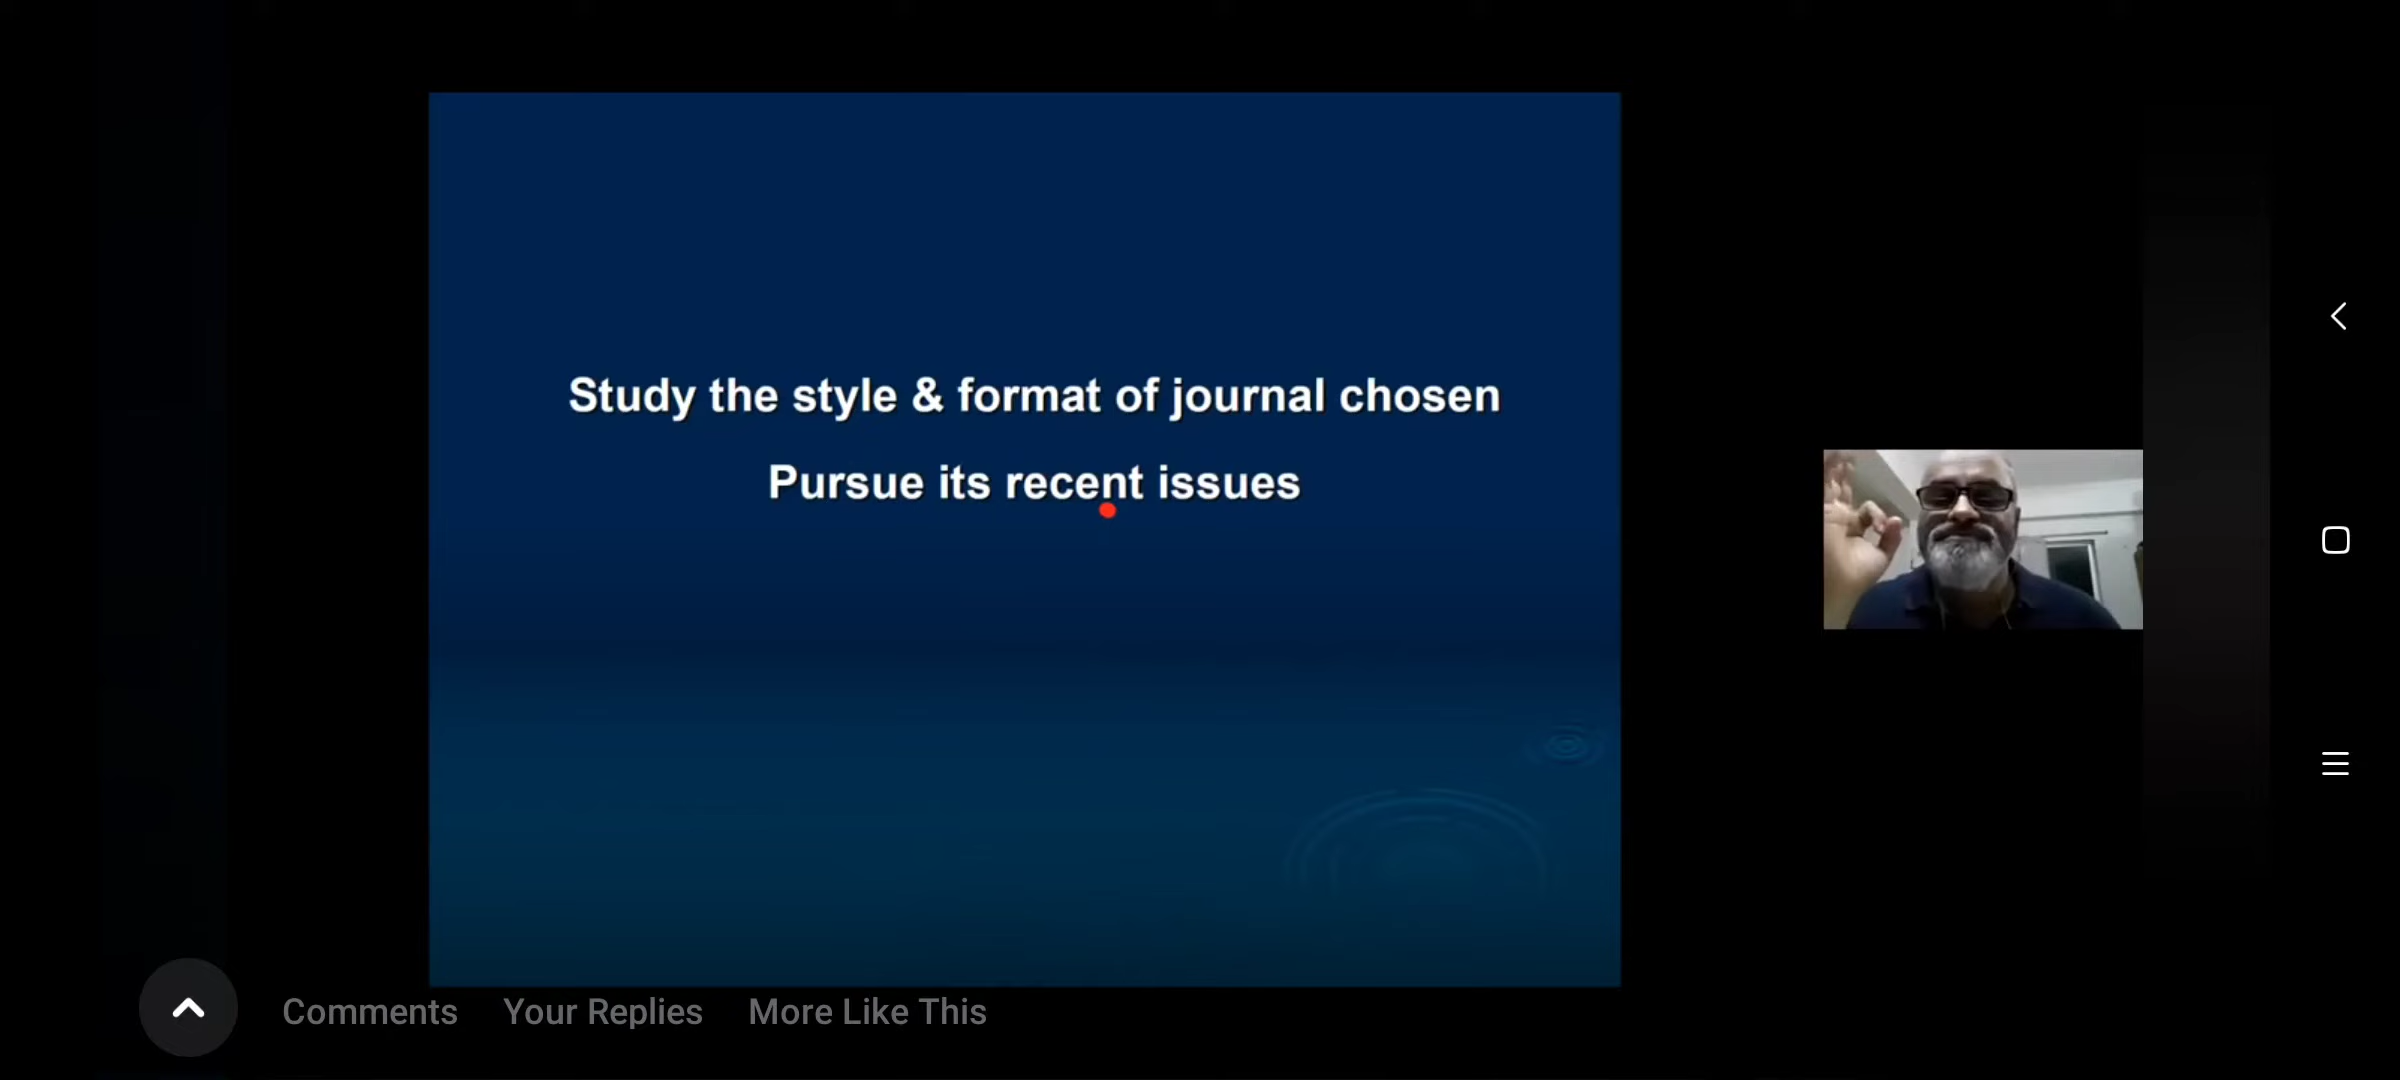 Study the style & format of journal chosen
Pursue its recent issues
Comments Your Replies More Like This